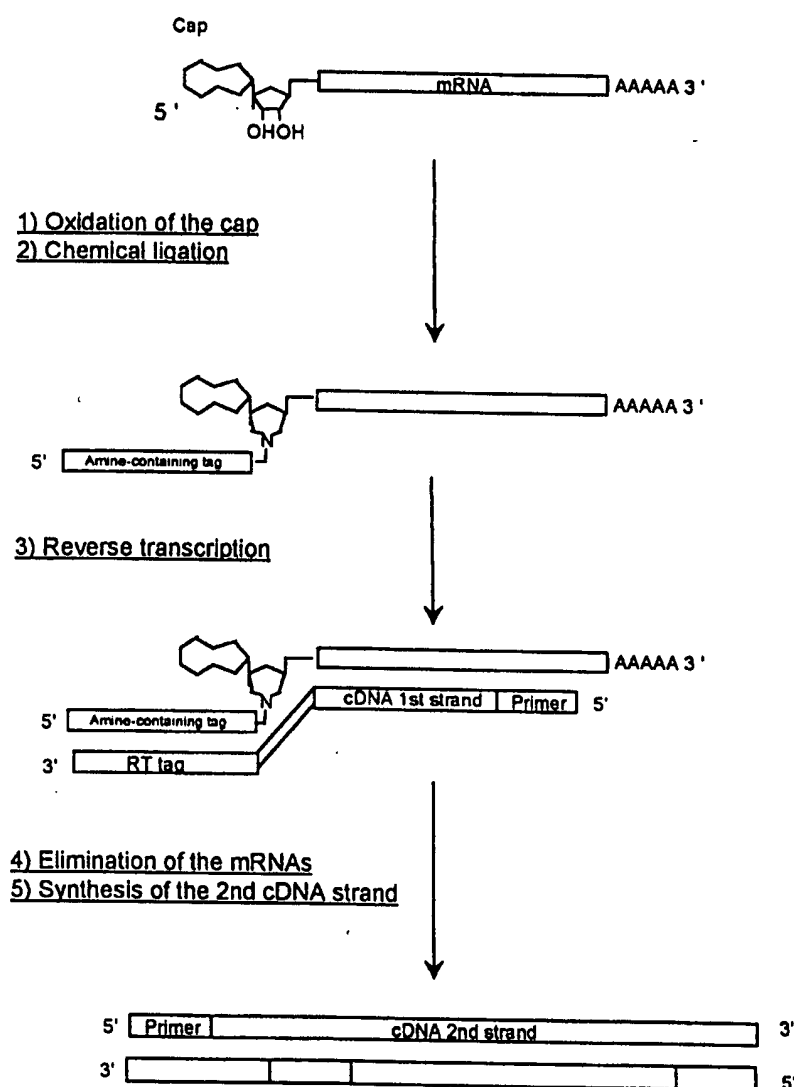 Cap
mRNA AAAAA 3 '
5 '
OHOH
1) Oxidation of the cap
2) Chemical ligation
AAAAA 3 '
N
5' Amine-containing tag
3) Reverse transcription
AAAAA 3 '
N
cDNA 1st strand Primer 5'
5' Amine-containing tag
3' RT tag
4) Elimination of the mRNAs
5) Synthesis of the 2nd cDNA strand
5' Primer cDNA 2nd strand 3'
3' 5'